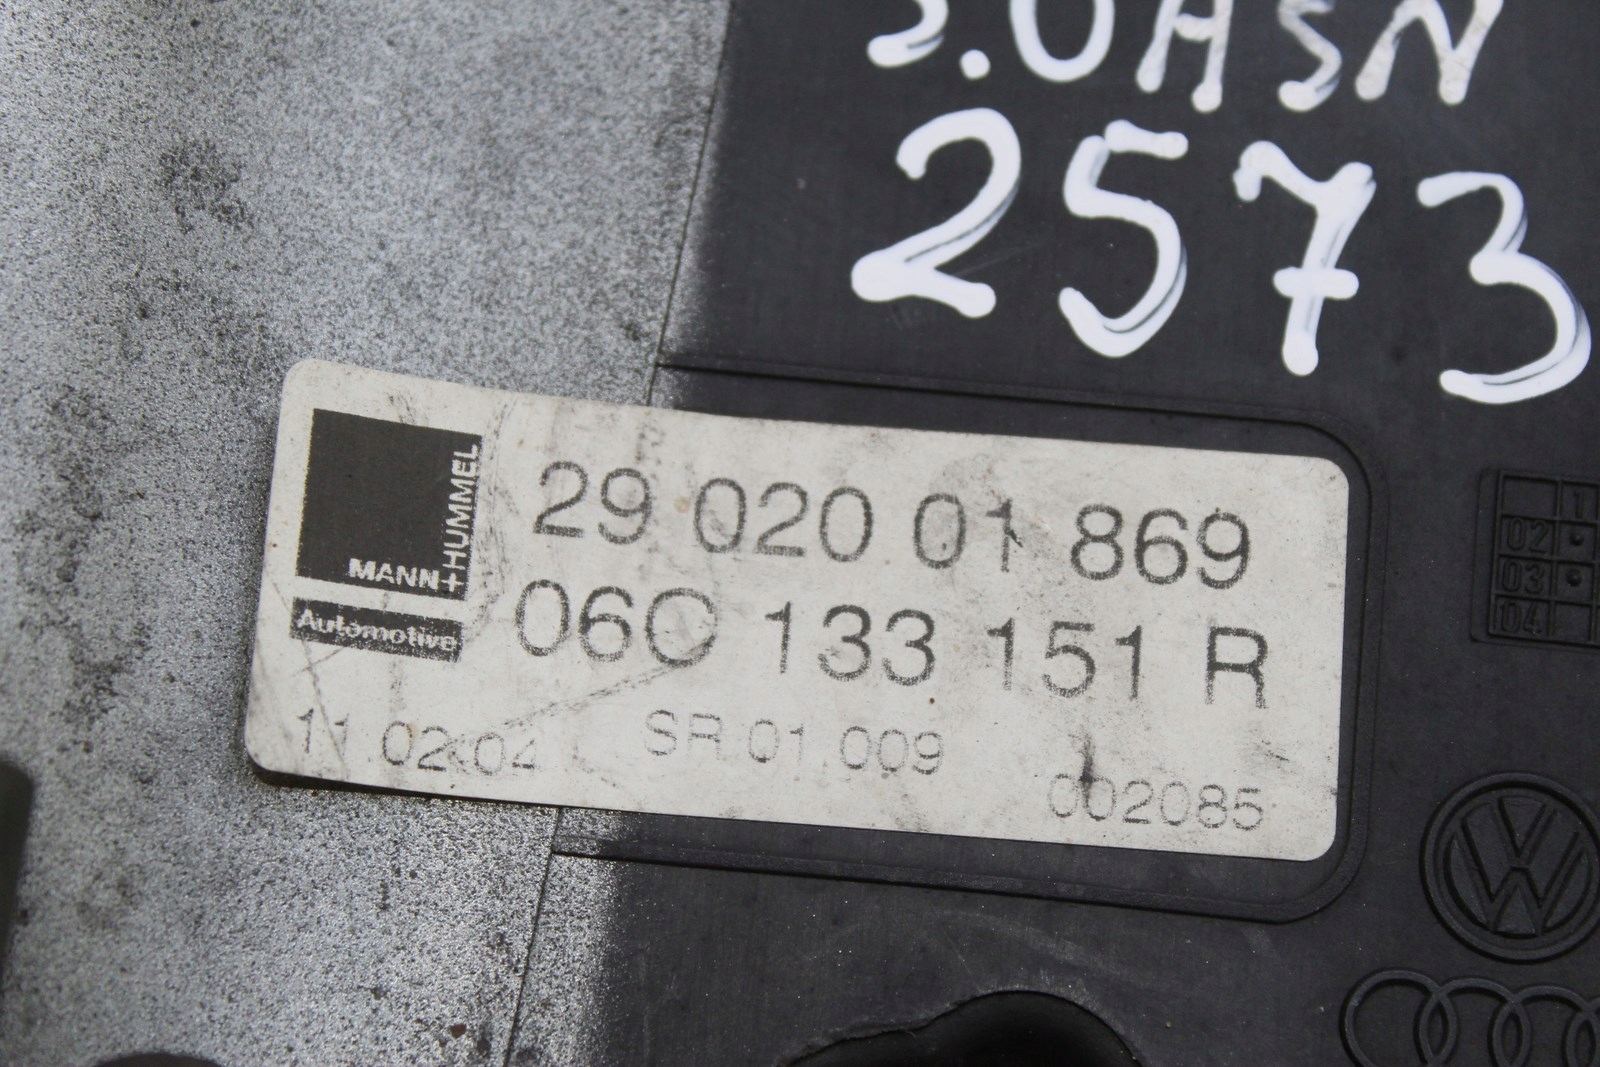 3.0ASN
2573
MANN+HUMMEL
Automotive
29 020 01 869
06C 133 151 R
11.02.04 SR 01.009 002085
1
02
03
04